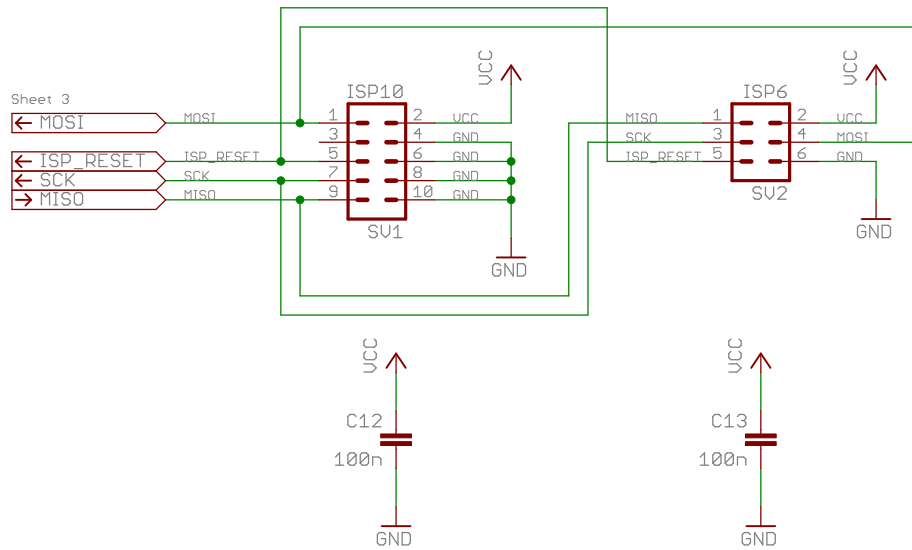 VCC
VCC
ISP10
ISP6
Sheet 3
MOSI MOSI 1 2 VCC MISO 1 2 VCC
3 4 GND SCK 3 4 MOSI
ISP_RESET ISP_RESET 5 6 GND ISP_RESET 5 6 GND
SCK SCK 7 8 GND
MISO MISO 9 10 GND
SV2
SV1
GND
GND
VCC
VCC
C12
C13
100n
100n
GND
GND